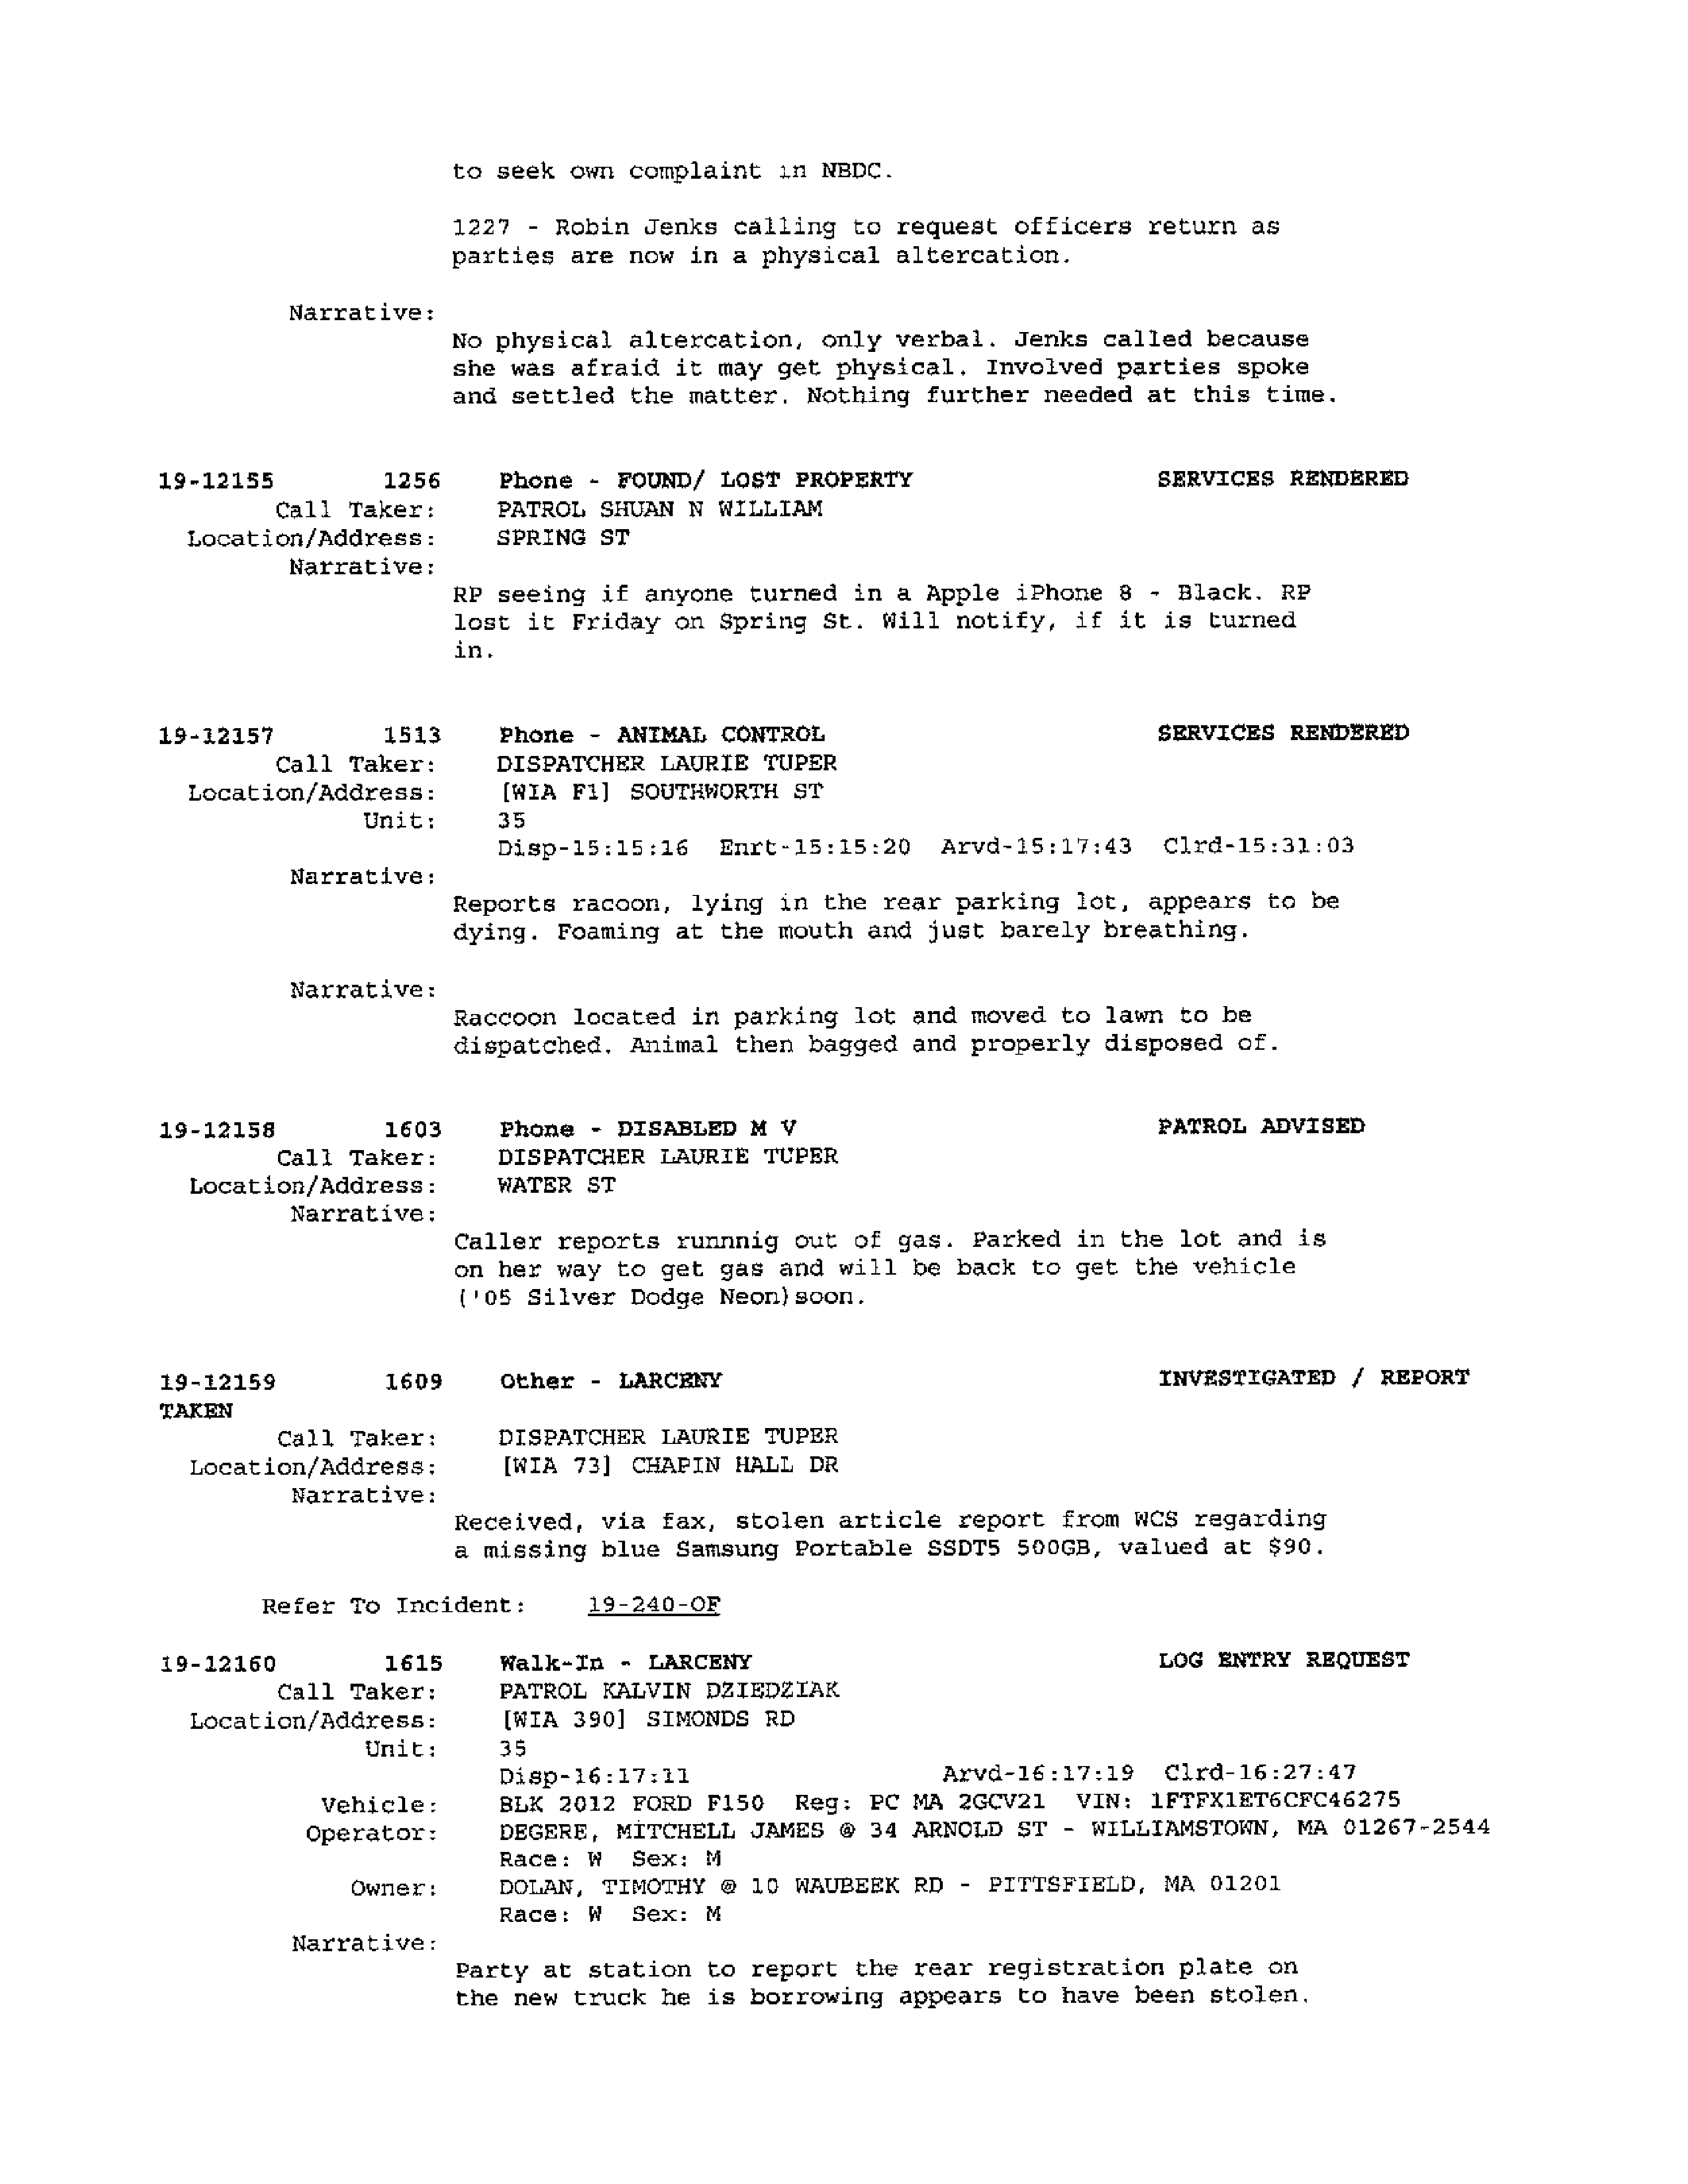 to seek own complaint in NBDC.
1227 - Robin Jenks calling to request officers return as
parties are now in a physical altercation.
Narrative:
No physical altercation, only verbal. Jenks called because
she was afraid it may get physical. Involved parties spoke
and settled the matter. Nothing further needed at this time.
19-12155 1256 Phone - FOUND/ LOST PROPERTY SERVICES RENDERED
Call Taker: PATROL SHUAN N WILLIAM
Location/Address: SPRING ST
Narrative:
RP seeing if anyone turned in a Apple iPhone 8 - Black. RP
lost it Friday on Spring St. Will notify, if it is turned
in.
19-12157 1513 Phone - ANIMAL CONTROL SERVICES RENDERED
Call Taker: DISPATCHER LAURIE TUPER
Location/Address: [WIA F1] SOUTHWORTH ST
Unit: 35
Disp-15:15:16 Enrt-15:15:20 Arvd-15:17:43 Clrd-15:31:03
Narrative:
Reports racoon, lying in the rear parking lot, appears to be
dying. Foaming at the mouth and just barely breathing.
Narrative:
Raccoon located in parking lot and moved to lawn to be
dispatched. Animal then bagged and properly disposed of.
19-12158 1603 Phone - DISABLED M V PATROL ADVISED
Call Taker: DISPATCHER LAURIE TUPER
Location/Address: WATER ST
Narrative:
Caller reports runnnig out of gas. Parked in the lot and is
on her way to get gas and will be back to get the vehicle
('05 Silver Dodge Neon)soon.
19-12159 1609 Other - LARCENY INVESTIGATED / REPORT
TAKEN
Call Taker: DISPATCHER LAURIE TUPER
Location/Address: [WIA 73] CHAPIN HALL DR
Narrative:
Received, via fax, stolen article report from WCS regarding
a missing blue Samsung Portable SSDT5 500GB, valued at $90.
Refer To Incident: 19-240-OF
19-12160 1615 Walk-In - LARCENY LOG ENTRY REQUEST
Call Taker: PATROL KALVIN DZIEDZIAK
Location/Address: [WIA 390] SIMONDS RD
Unit: 35
Disp-16:17:11 Arvd-16:17:19 Clrd-16:27:47
Vehicle: BLK 2012 FORD F150 Reg: PC MA 2GCV21 VIN: 1FTFX1ET6CFC46275
Operator: DEGERE, MITCHELL JAMES @ 34 ARNOLD ST - WILLIAMSTOWN, MA 01267-2544
Race: W Sex: M
Owner: DOLAN, TIMOTHY @ 10 WAUBEEK RD - PITTSFIELD, MA 01201
Race: W Sex: M
Narrative:
Party at station to report the rear registration plate on
the new truck he is borrowing appears to have been stolen.